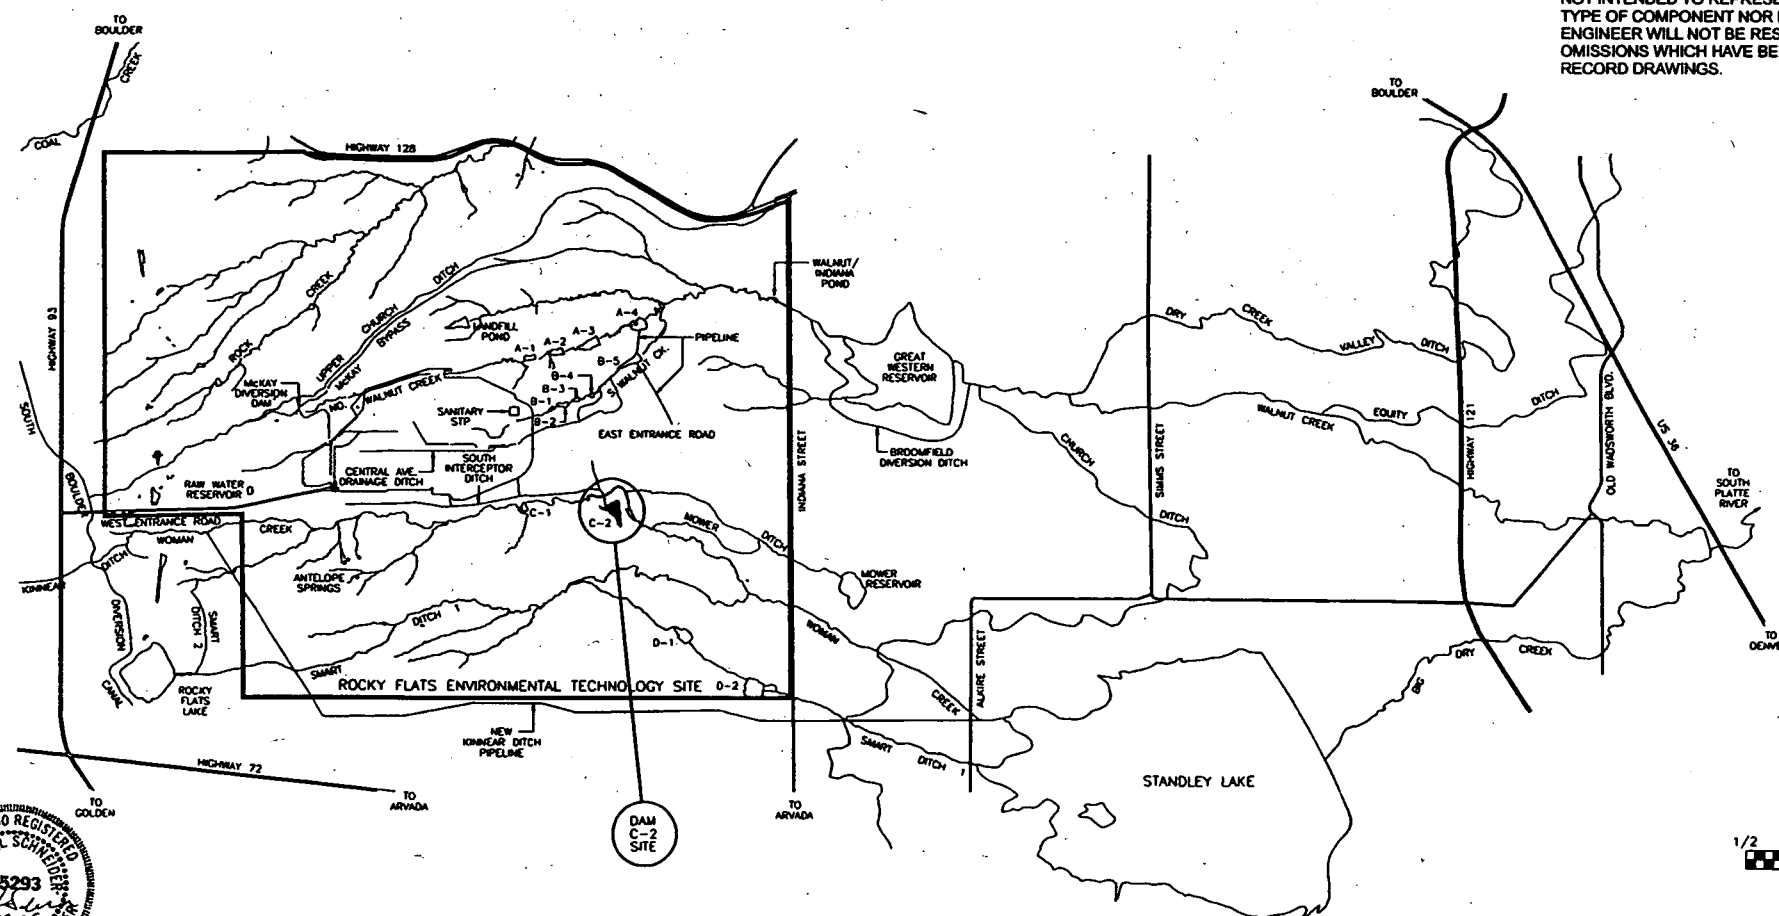 TYPE OF COMPONENT NOR
ENGINEER WILL NOT BE
OMISSIONS WHICH HAVE
RECORD DRAWINGS.
TO
BOULDER
COAL
CREEK
HIGHWAY 128
TO
BOULDER
HIGHWAY 93
CREEK
ROCK
CHURCH
DITCH
UPPER
McKAY
BYPASS
LANDFILL
POND
A-1
A-2
A-3
A-4
PIPELINE
WALNUT/
INDIANA
POND
GREAT
WESTERN
RESERVOIR
DRY
CREEK
VALLEY
DITCH
McKAY
DIVERSION
DAM
NO.
WALNUT CREEK
B-5
B-4
B-3
B-1
B-2
S. WALNUT CK.
SANITARY
STP
EAST ENTRANCE ROAD
BROOMFIELD
DIVERSION DITCH
WALNUT CREEK
EQUITY
DITCH
CHURCH
DITCH
INDIANA STREET
SIMMS STREET
HIGHWAY 121
OLD WADSWORTH BLVD.
US 36
TO
SOUTH
PLATTE
RIVER
SOUTH
BOULDER
DIVERSION
CANAL
RAW WATER
RESERVOIR
CENTRAL AVE.
DRAINAGE DITCH
SOUTH
INTERCEPTOR
DITCH
WEST ENTRANCE ROAD
WOMAN
CREEK
C-1
C-2
MOWER
DITCH
MOWER
RESERVOIR
KINNEAR
DITCH
ANTELOPE
SPRINGS
SMART
DITCH 2
SMART
DITCH 1
D-1
D-2
WOMAN
CREEK
ALKIRE STREET
BIG
DRY
CREEK
TO
ROCKY
FLATS
LAKE
ROCKY FLATS ENVIRONMENTAL TECHNOLOGY SITE
NEW
KINNEAR DITCH
PIPELINE
SMART
DITCH 1
STANDLEY LAKE
HIGHWAY 72
TO
GOLDEN
TO
ARVADA
TO
ARVADA
DAM
C-2
SITE
1/2
REGISTERED
5293